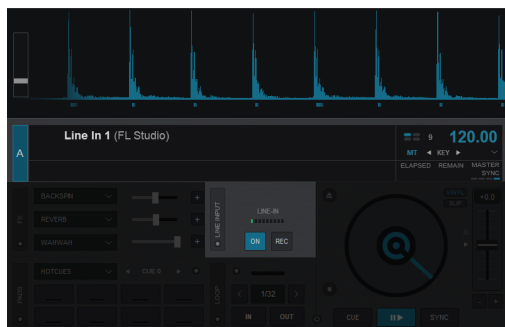 Line In 1 (FL Studio)
9
120.00
A
MT ◄ KEY ►
ELAPSED REMAIN MASTER SYNC
BACKSPIN
LINE INPUT
LINE-IN
+0.0
FX
REVERB
SLIP
WAHWAH
ON REC
HOTCUES
CUE 0
PADS
LOOP
1/32
IN OUT
CUE
SYNC